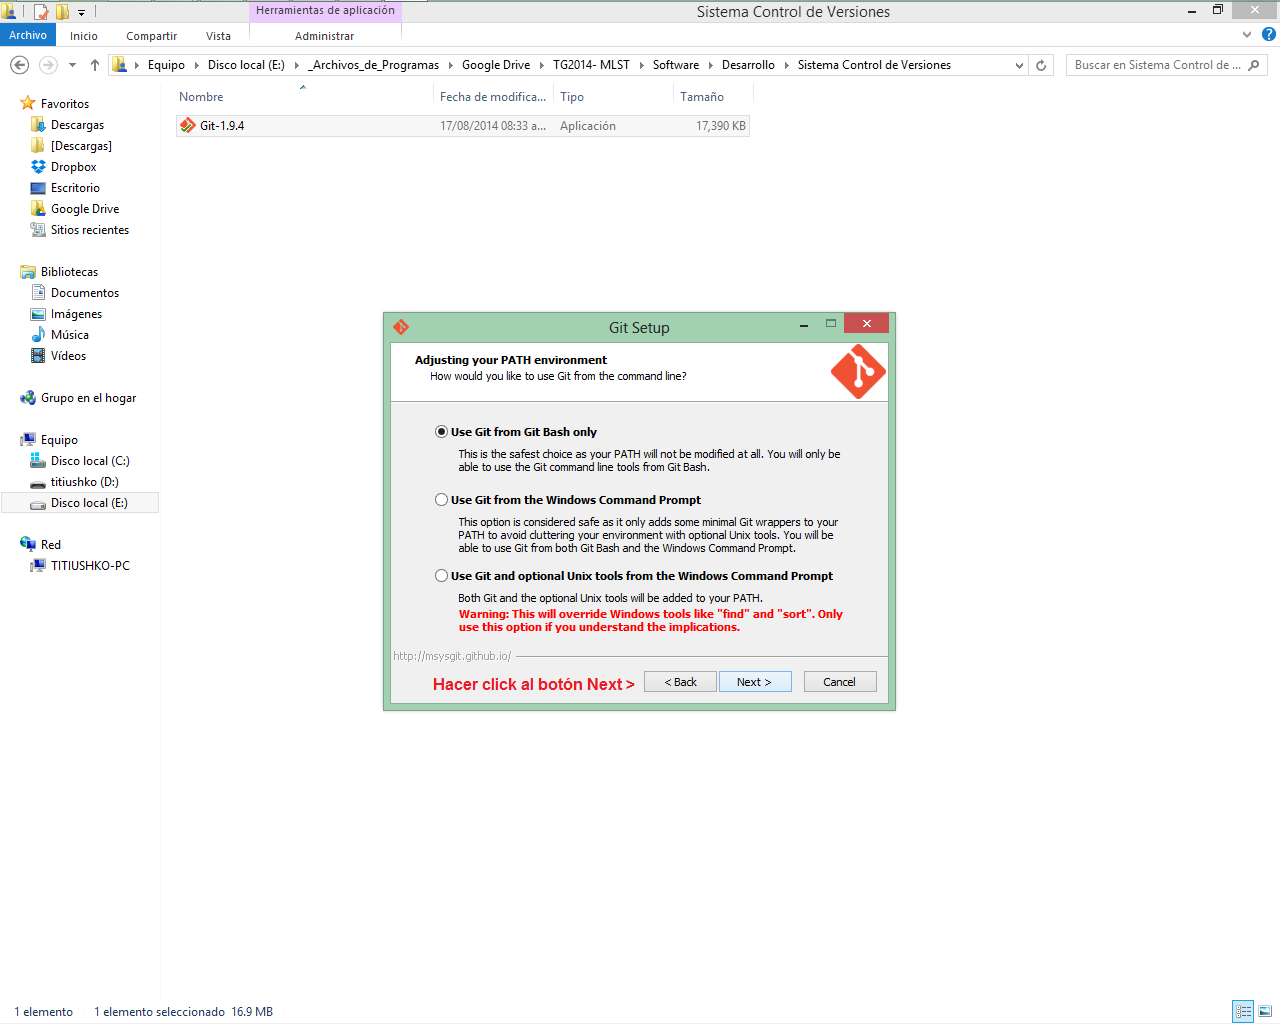 Herramientas de aplicación
Sistema Control de Versiones
Archivo Inicio Compartir Vista Administrar
Equipo Disco local (E:) _Archivos_de_Programas Google Drive TG2014- MLST Software Desarrollo Sistema Control de Versiones
Buscar en Sistema Control de ...
Nombre Fecha de modifica... Tipo Tamaño
Git-1.9.4 17/08/2014 08:33 a... Aplicación 17,390 KB
Favoritos
Descargas
[Descargas]
Dropbox
Escritorio
Google Drive
Sitios recientes
Bibliotecas
Documentos
Imágenes
Música
Vídeos
Grupo en el hogar
Equipo
Disco local (C:)
titiushko (D:)
Disco local (E:)
Red
TITIUSHKO-PC
Git Setup
Adjusting your PATH environment
How would you like to use Git from the command line?
Use Git from Git Bash only
This is the safest choice as your PATH will not be modified at all. You will only be
able to use the Git command line tools from Git Bash.
Use Git from the Windows Command Prompt
This option is considered safe as it only adds some minimal Git wrappers to your
PATH to avoid cluttering your environment with optional Unix tools. You will be
able to use Git from both Git Bash and the Windows Command Prompt.
Use Git and optional Unix tools from the Windows Command Prompt
Both Git and the optional Unix tools will be added to your PATH.
Warning: This will override Windows tools like "find" and "sort". Only
use this option if you understand the implications.
http://msysgit.github.io/
Hacer click al botón Next >
< Back Next > Cancel
1 elemento 1 elemento seleccionado 16.9 MB